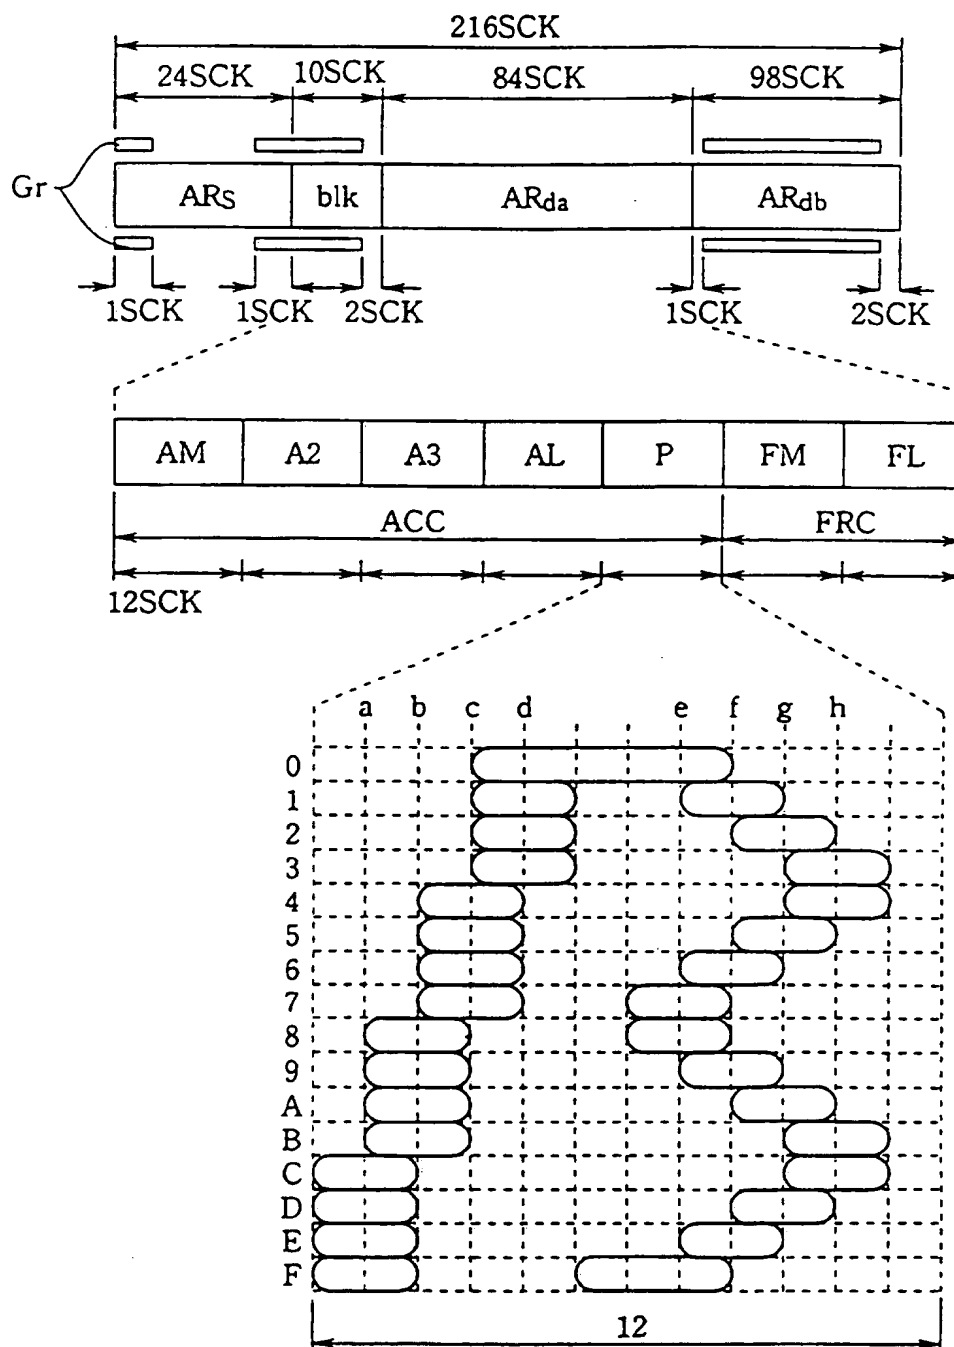 216SCK
24SCK 10SCK 84SCK 98SCK
Gr
ARS blk ARda ARdb
1SCK 1SCK 2SCK 1SCK 2SCK
AM A2 A3 AL P FM FL
ACC FRC
12SCK
a b c d e f g h
0
1
2
3
4
5
6
7
8
9
A
B
C
D
E
F
12